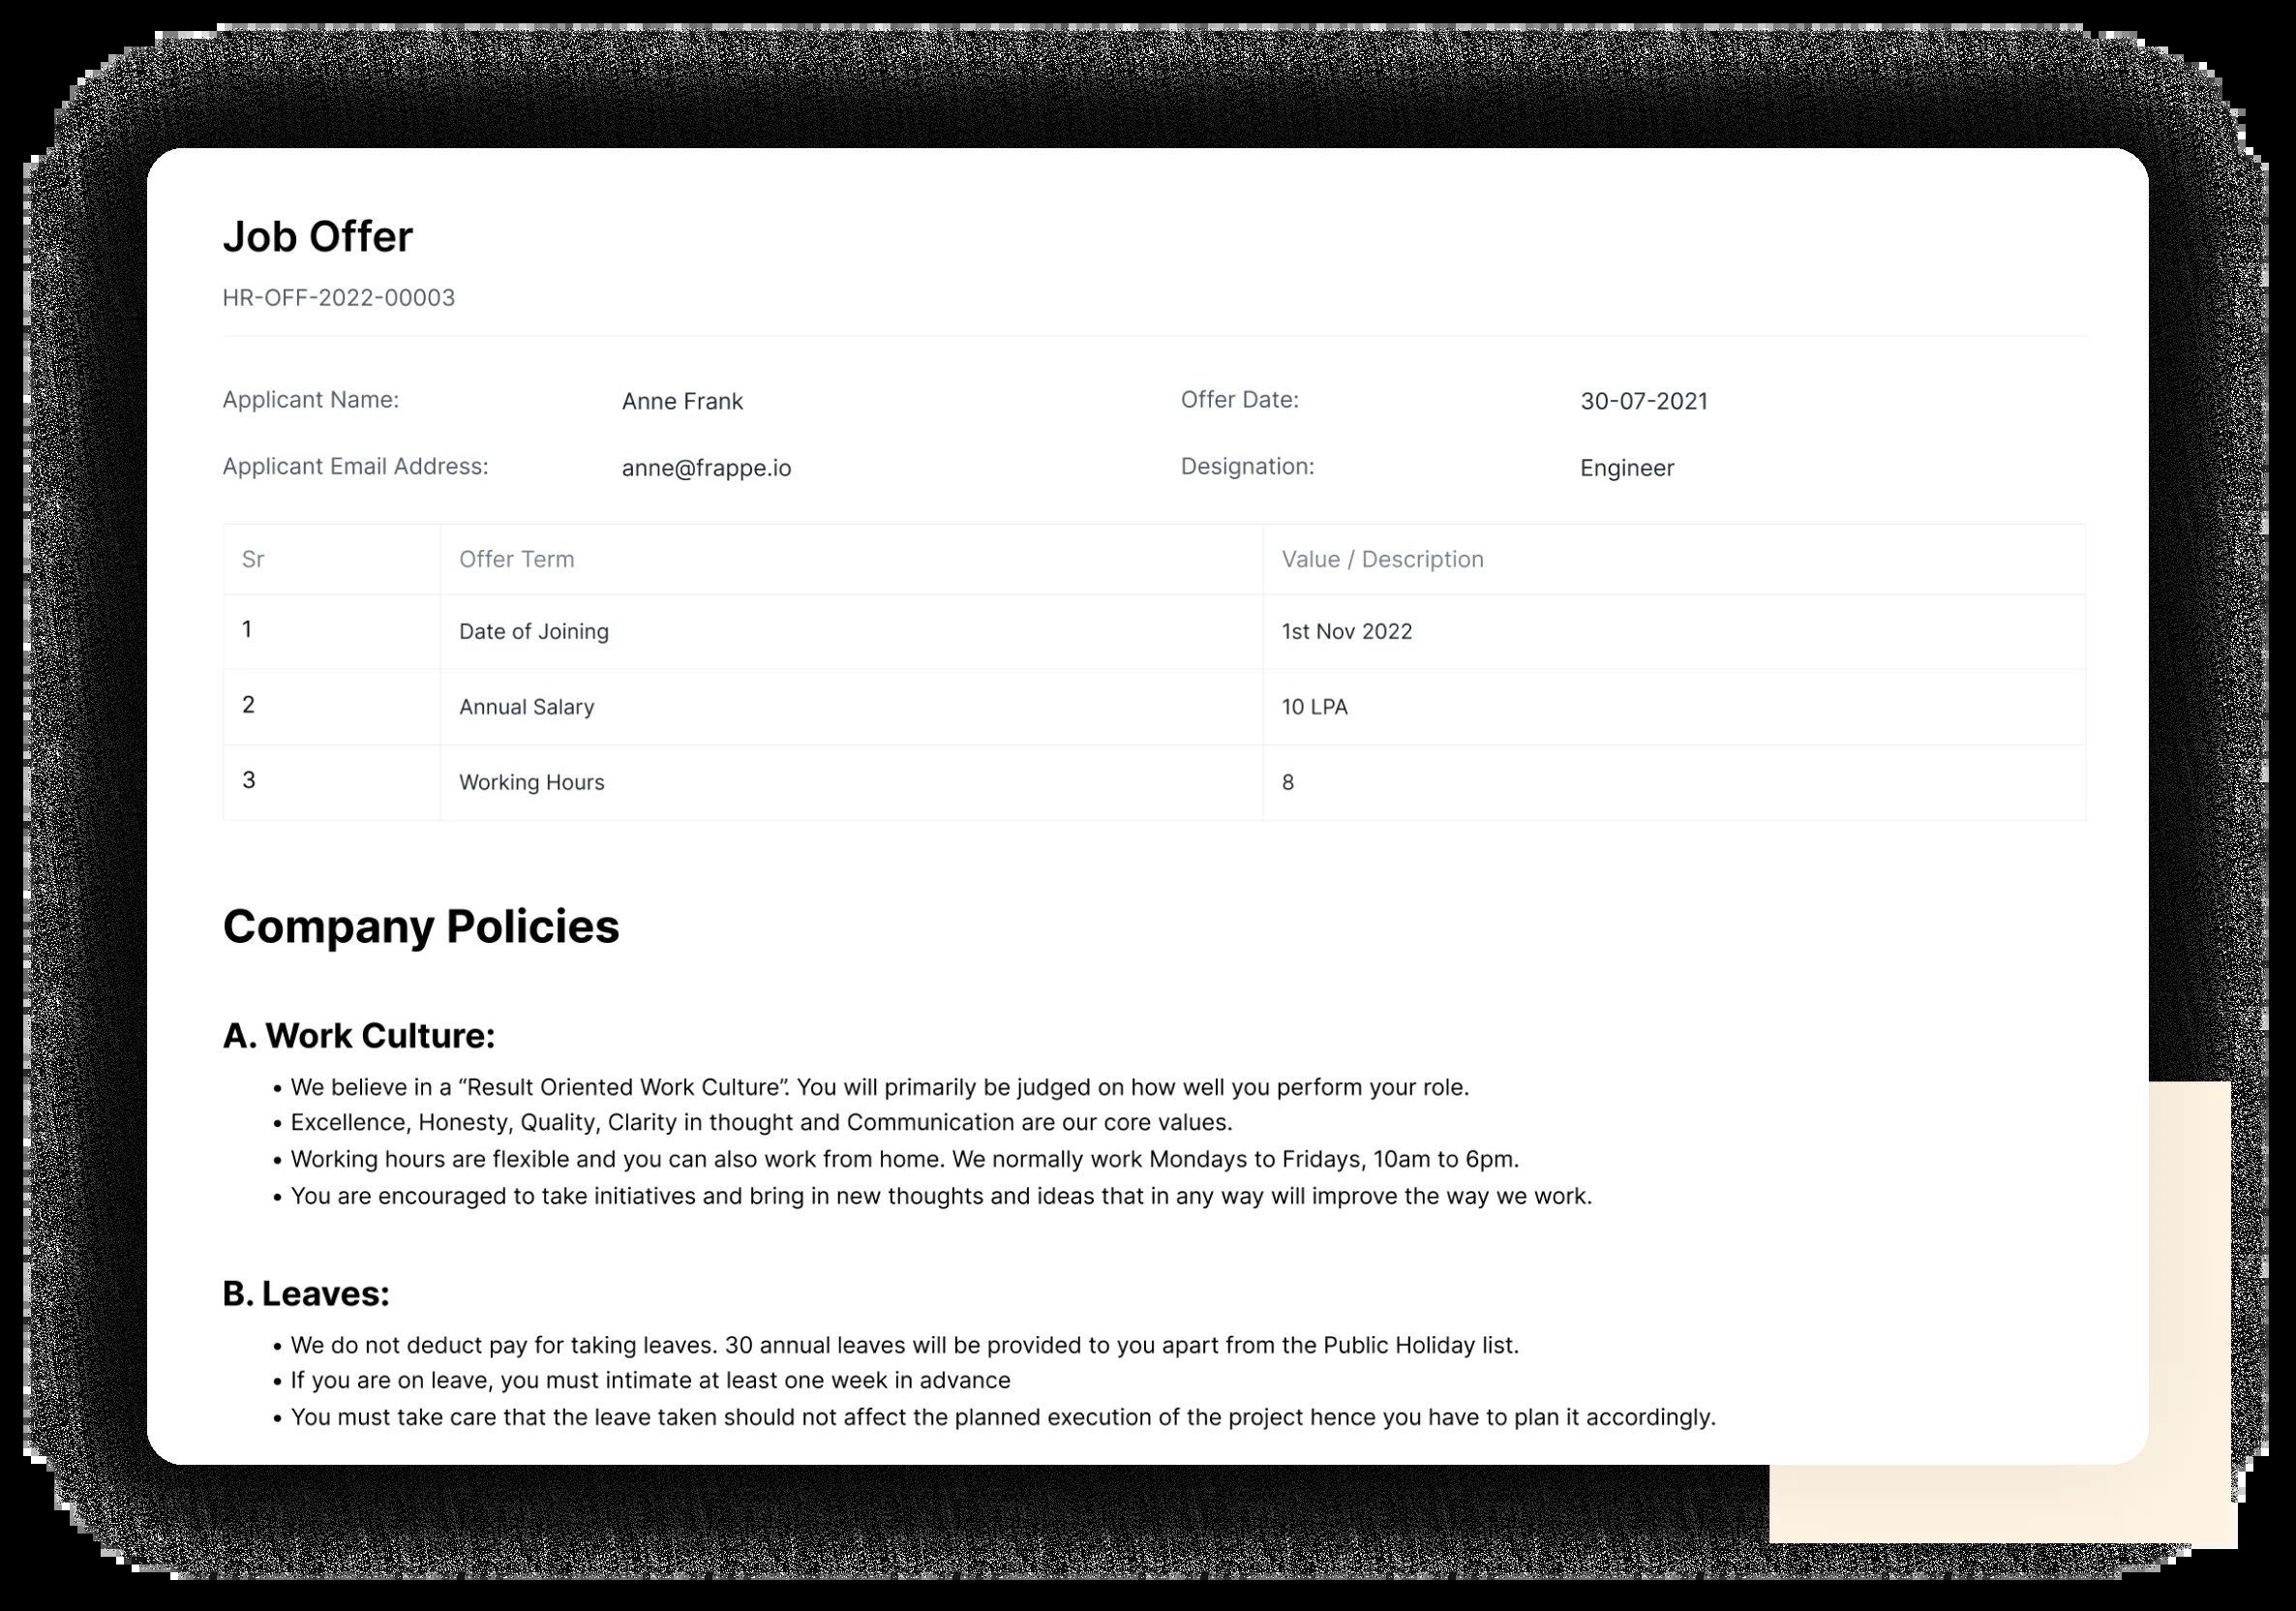 Job Offer
HR-OFF-2022-00003
Applicant Name: Anne Frank Offer Date: 30-07-2021
Applicant Email Address: anne@frappe.io Designation: Engineer
Sr Offer Term Value / Description
1 Date of Joining 1st Nov 2022
2 Annual Salary 10 LPA
3 Working Hours 8
Company Policies
A. Work Culture:
• We believe in a “Result Oriented Work Culture”. You will primarily be judged on how well you perform your role.
• Excellence, Honesty, Quality, Clarity in thought and Communication are our core values.
• Working hours are flexible and you can also work from home. We normally work Mondays to Fridays, 10am to 6pm.
• You are encouraged to take initiatives and bring in new thoughts and ideas that in any way will improve the way we work.
B. Leaves:
• We do not deduct pay for taking leaves. 30 annual leaves will be provided to you apart from the Public Holiday list.
• If you are on leave, you must intimate at least one week in advance
• You must take care that the leave taken should not affect the planned execution of the project hence you have to plan it accordingly.